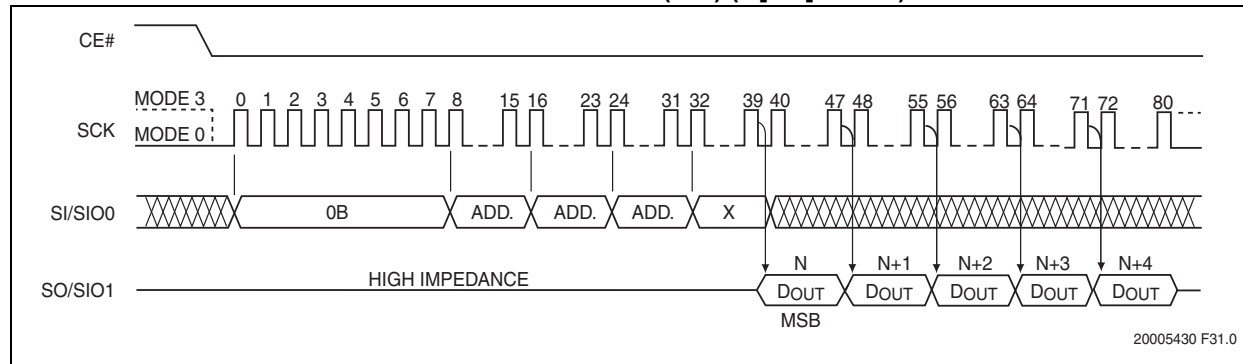 CE#
MODE 3 0 1 2 3 4 5 6 7 8 15 16 23 24 31 32 39 40 47 48 55 56 63 64 71 72 80
SCK MODE 0
SI/SIO0 0B ADD. ADD. ADD. X
N N+1 N+2 N+3 N+4
SO/SIO1 HIGH IMPEDANCE DOUT DOUT DOUT DOUT DOUT
MSB
20005430 F31.0